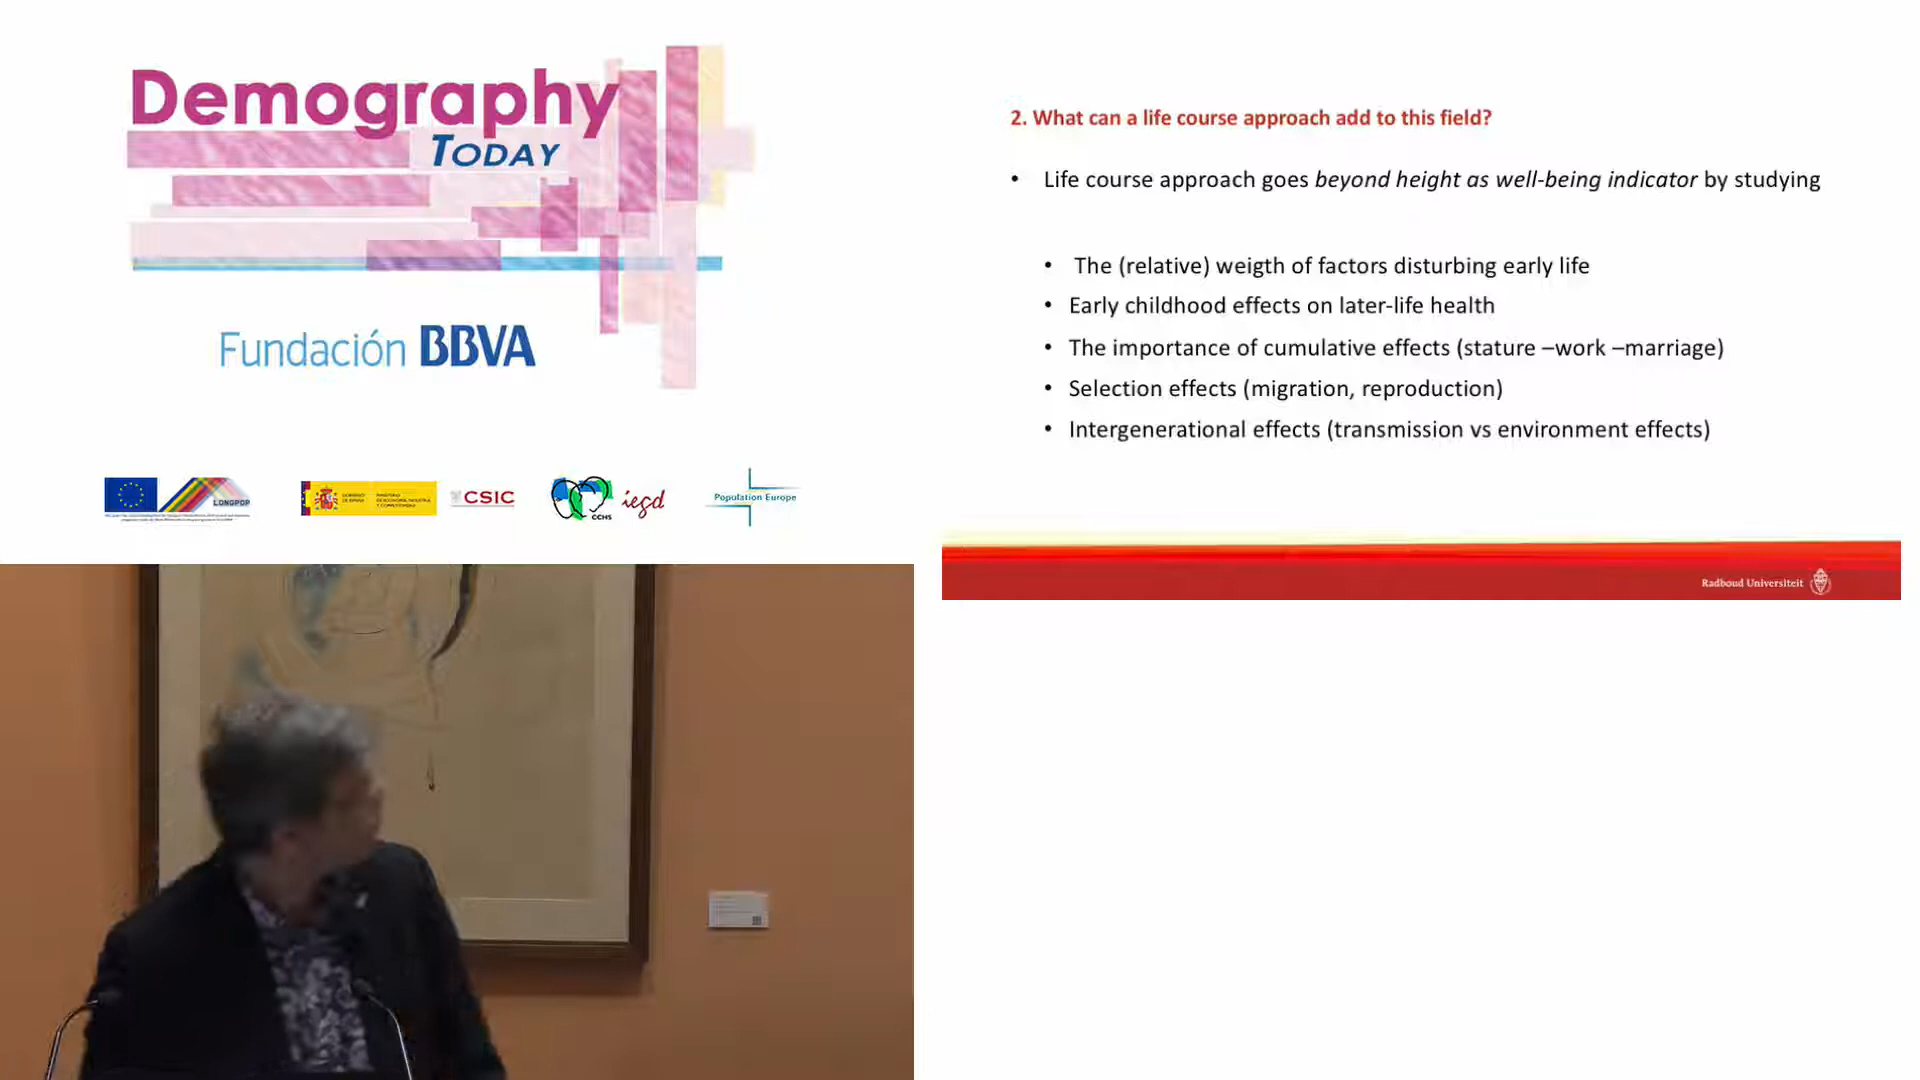 Demography
TODAY
Fundación BBVA
LONGPOP
CSIC
CCHS
iegd
Population Europe
2. What can a life course approach add to this field?
• Life course approach goes beyond height as well-being indicator by studying
• The (relative) weigth of factors disturbing early life
• Early childhood effects on later-life health
• The importance of cumulative effects (stature –work –marriage)
• Selection effects (migration, reproduction)
• Intergenerational effects (transmission vs environment effects)
Radboud Universiteit